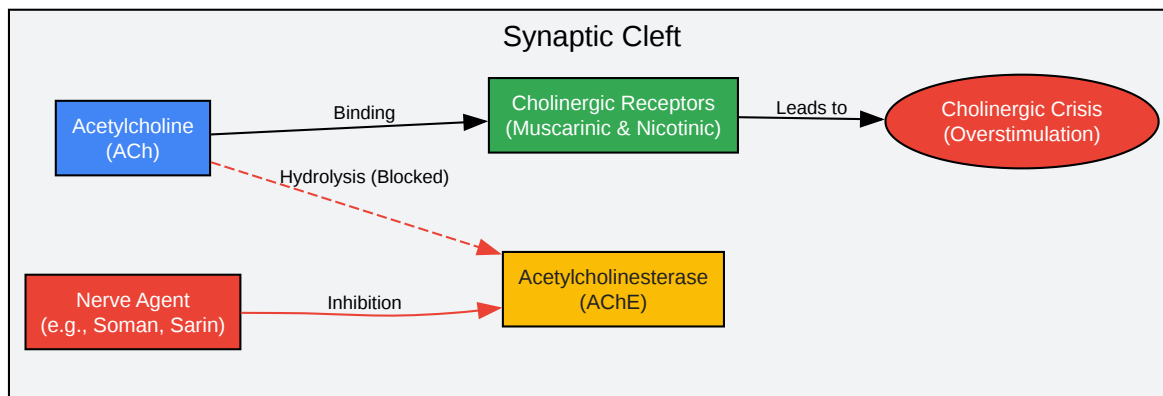 Synaptic Cleft
Acetylcholine
(ACh)
Binding
Cholinergic Receptors
(Muscarinic & Nicotinic)
Leads to
Cholinergic Crisis
(Overstimulation)
Hydrolysis (Blocked)
Acetylcholinesterase
(AChE)
Nerve Agent
(e.g., Soman, Sarin)
Inhibition